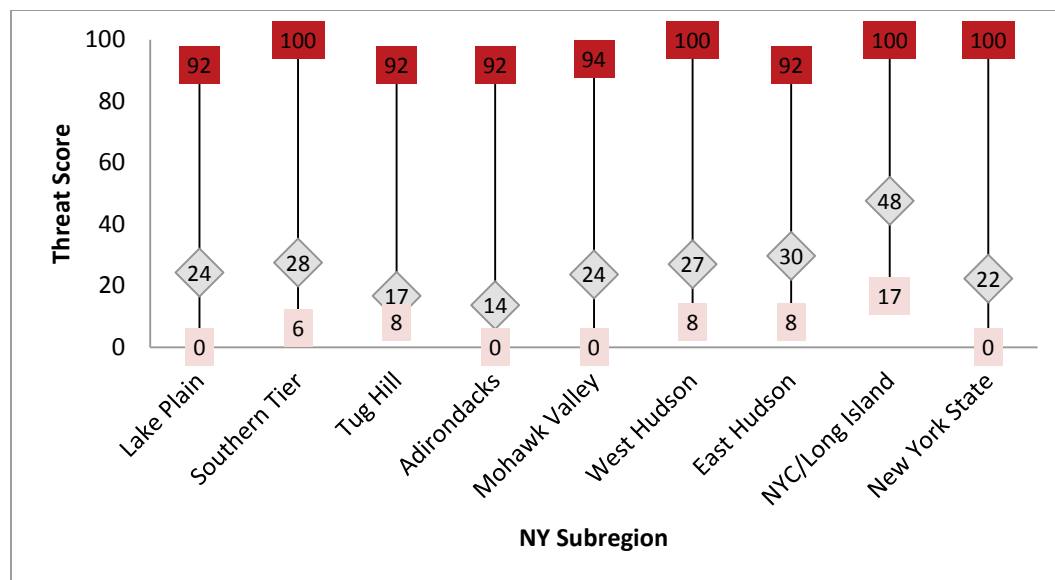 100
80
60
40
20
0
Threat Score
92 100 92 92 94 100 92 100 100
24 28 17 14 24 27 30 48 22
0 6 8 0 0 8 8 17 0
Lake Plain
Southern Tier
Tug Hill
Adirondacks
Mohawk Valley
West Hudson
East Hudson
NYC/Long Island
New York State
NY Subregion